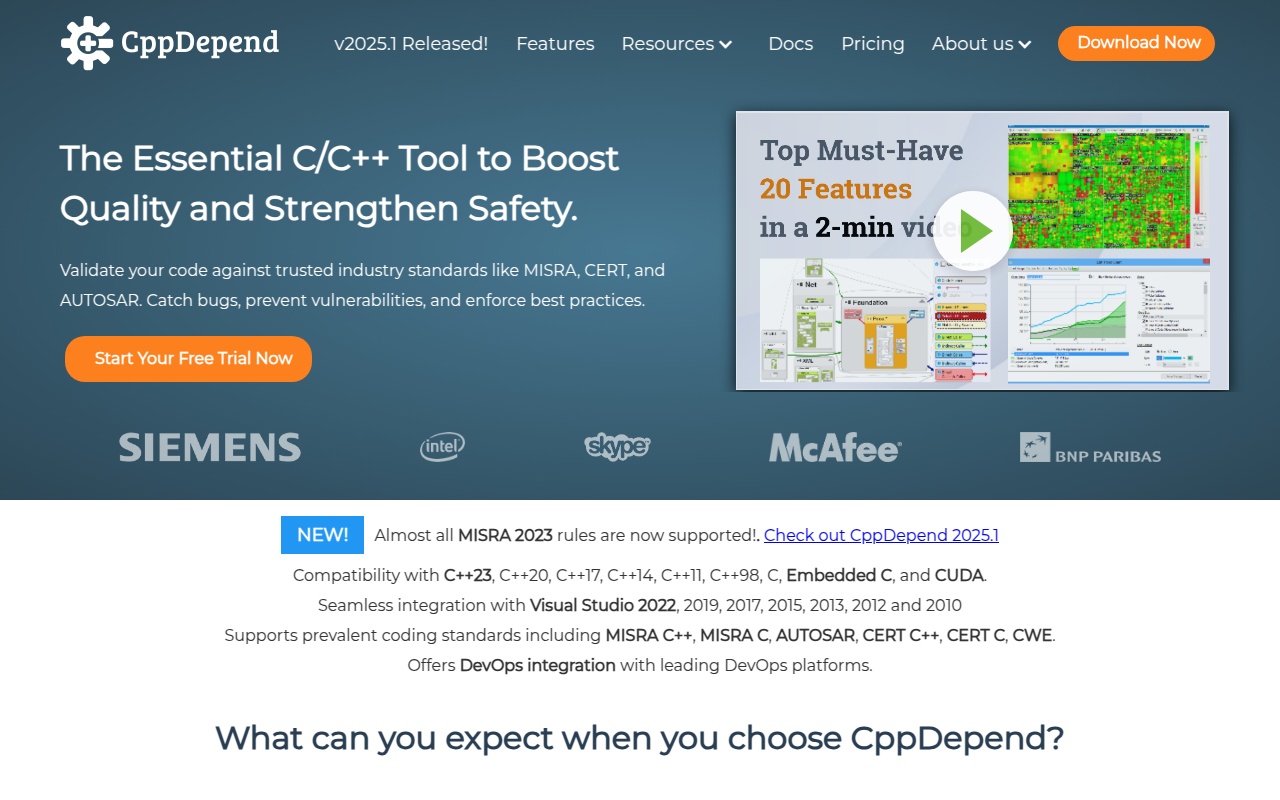 CppDepend
v2025.1 Released!
Features
Resources
Docs
Pricing
About us
Download Now
The Essential C/C++ Tool to Boost
Quality and Strengthen Safety.
Validate your code against trusted industry standards like MISRA, CERT, and
AUTOSAR. Catch bugs, prevent vulnerabilities, and enforce best practices.
Start Your Free Trial Now
Top Must-Have
20 Features
in a 2-min video
.Net
Foundation
XML
SIEMENS
intel
skype
McAfee
BNP PARIBAS
NEW! Almost all MISRA 2023 rules are now supported!. Check out CppDepend 2025.1
Compatibility with C++23, C++20, C++17, C++14, C++11, C++98, C, Embedded C, and CUDA.
Seamless integration with Visual Studio 2022, 2019, 2017, 2015, 2013, 2012 and 2010
Supports prevalent coding standards including MISRA C++, MISRA C, AUTOSAR, CERT C++, CERT C, CWE.
Offers DevOps integration with leading DevOps platforms.
What can you expect when you choose CppDepend?